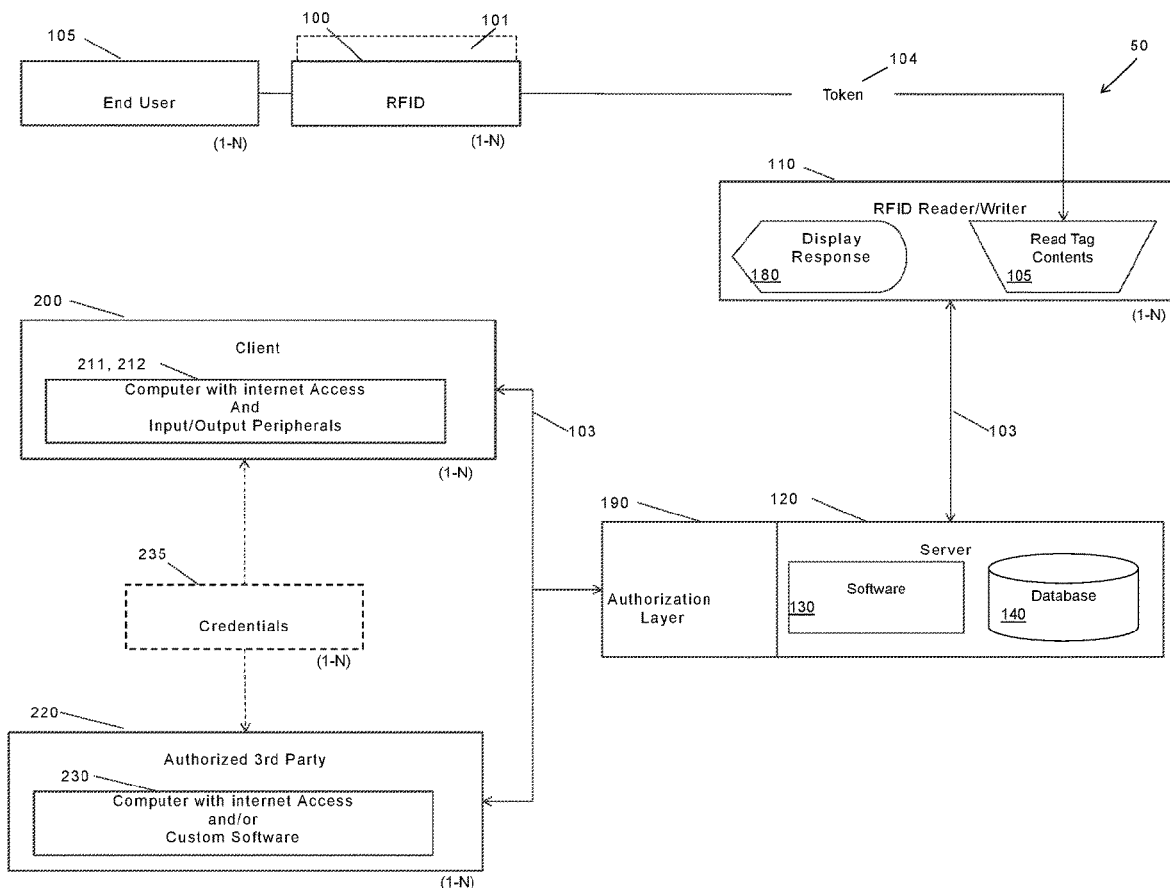 100
101
105
104
50
End User
RFID
Token
(1-N)
(1-N)
110
RFID Reader/Writer
Display
Response
180
Read Tag
Contents
105
(1-N)
200
Client
211, 212
Computer with internet Access
And
Input/Output Peripherals
(1-N)
103
103
190
120
235
Server
Credentials
(1-N)
Authorization
Layer
Software
130
Database
140
220
Authorized 3rd Party
230
Computer with internet Access
and/or
Custom Software
(1-N)